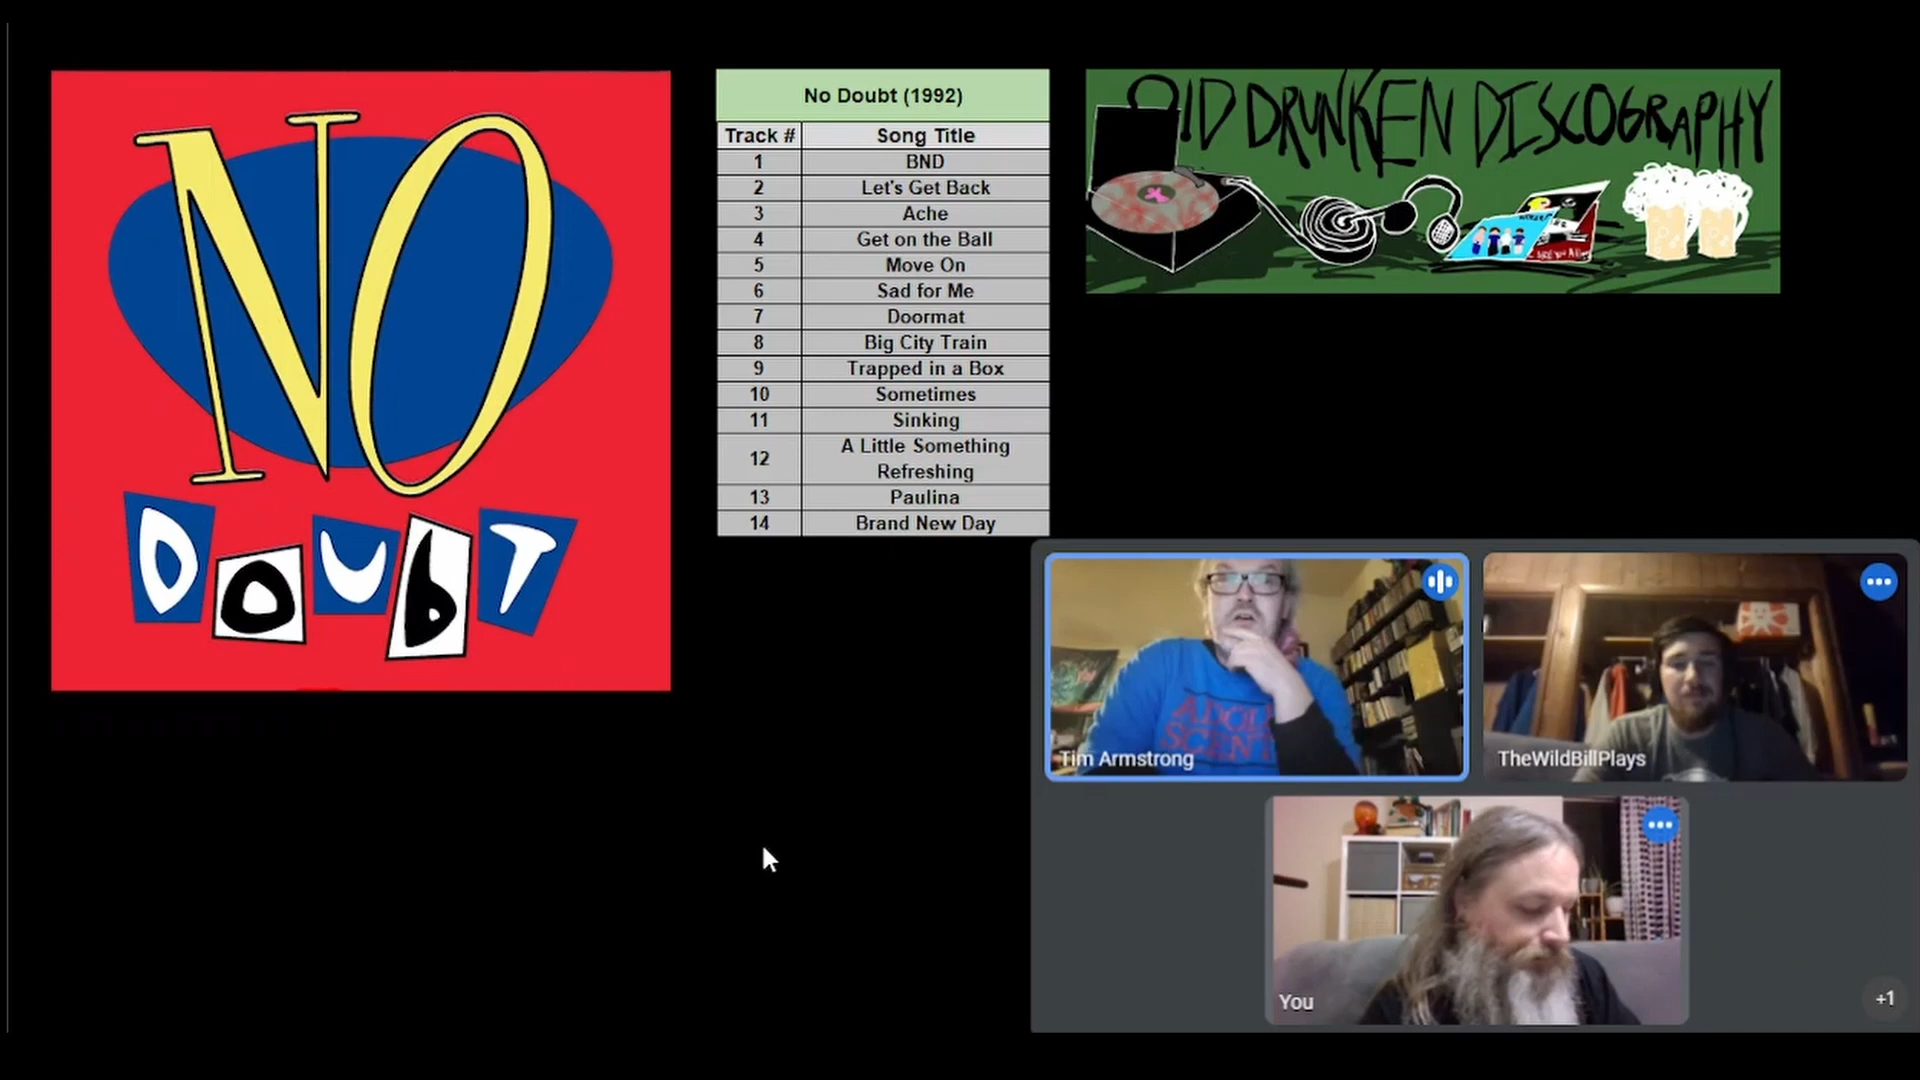 NO
DOUbT
No Doubt (1992)
Track # Song Title
1 BND
2 Let's Get Back
3 Ache
4 Get on the Ball
5 Move On
6 Sad for Me
7 Doormat
8 Big City Train
9 Trapped in a Box
10 Sometimes
11 Sinking
12 A Little Something
Refreshing
13 Paulina
14 Brand New Day
DRUNKEN DISCOGRAPHY
ADOL
SCENT
Tim Armstrong
TheWildBillPlays
You
+1